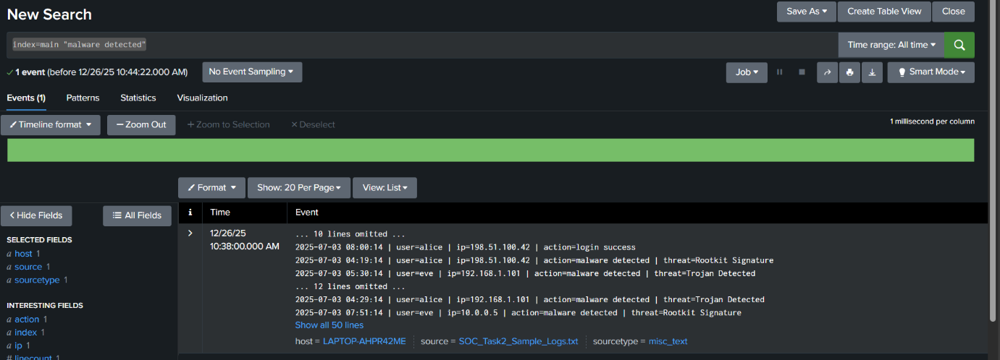 New Search
Save As
Create Table View
Close
index=main "malware detected"
Time range: All time
1 event (before 12/26/25 10:44:22.000 AM)
No Event Sampling
Job
Smart Mode
Events (1)
Patterns
Statistics
Visualization
Timeline format
Zoom Out
Zoom to Selection
Deselect
1 millisecond per column
Format
Show: 20 Per Page
View: List
Hide Fields
All Fields
i
Time
Event
SELECTED FIELDS
a host 1
a source 1
a sourcetype 1
INTERESTING FIELDS
a action 1
a index 1
a ip 1
# linecount 1
12/26/25
10:38:00.000 AM
... 10 lines omitted ...
2025-07-03 08:00:14 | user=alice | ip=198.51.100.42 | action=login success
2025-07-03 04:19:14 | user=alice | ip=198.51.100.42 | action=malware detected | threat=Rootkit Signature
2025-07-03 05:30:14 | user=eve | ip=192.168.1.101 | action=malware detected | threat=Trojan Detected
... 12 lines omitted ...
2025-07-03 04:29:14 | user=alice | ip=192.168.1.101 | action=malware detected | threat=Trojan Detected
2025-07-03 07:51:14 | user=eve | ip=10.0.0.5 | action=malware detected | threat=Rootkit Signature
Show all 50 lines
host = LAPTOP-AHPR42ME
source = SOC_Task2_Sample_Logs.txt
sourcetype = misc_text